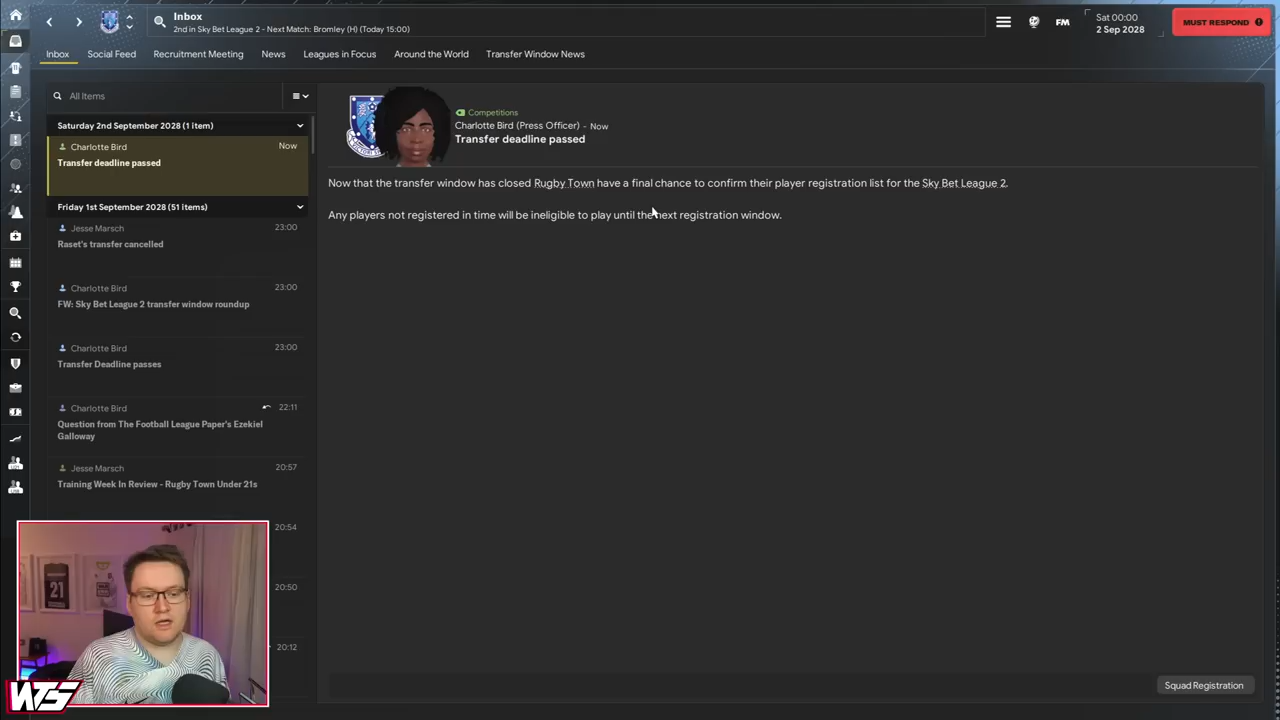 Inbox
2nd in Sky Bet League 2 - Next Match: Bromley (H) (Today 15:00)
FM
Sat 00:00
2 Sep 2028
MUST RESPOND
Inbox
Social Feed
Recruitment Meeting
News
Leagues in Focus
Around the World
Transfer Window News
All Items
Saturday 2nd September 2028 (1 item)
Charlotte Bird
Now
Transfer deadline passed
Friday 1st September 2028 (51 items)
Jesse Marsch
23:00
Raset's transfer cancelled
Charlotte Bird
23:00
FW: Sky Bet League 2 transfer window roundup
Charlotte Bird
23:00
Transfer Deadline passes
Charlotte Bird
22:11
Question from The Football League Paper's Ezekiel
Galloway
Jesse Marsch
20:57
Training Week In Review - Rugby Town Under 21s
20:54
20:50
20:12
Competitions
Charlotte Bird (Press Officer) - Now
Transfer deadline passed
Now that the transfer window has closed Rugby Town have a final chance to confirm their player registration list for the Sky Bet League 2.
Any players not registered in time will be ineligible to play until the next registration window.
Squad Registration
21
WTS